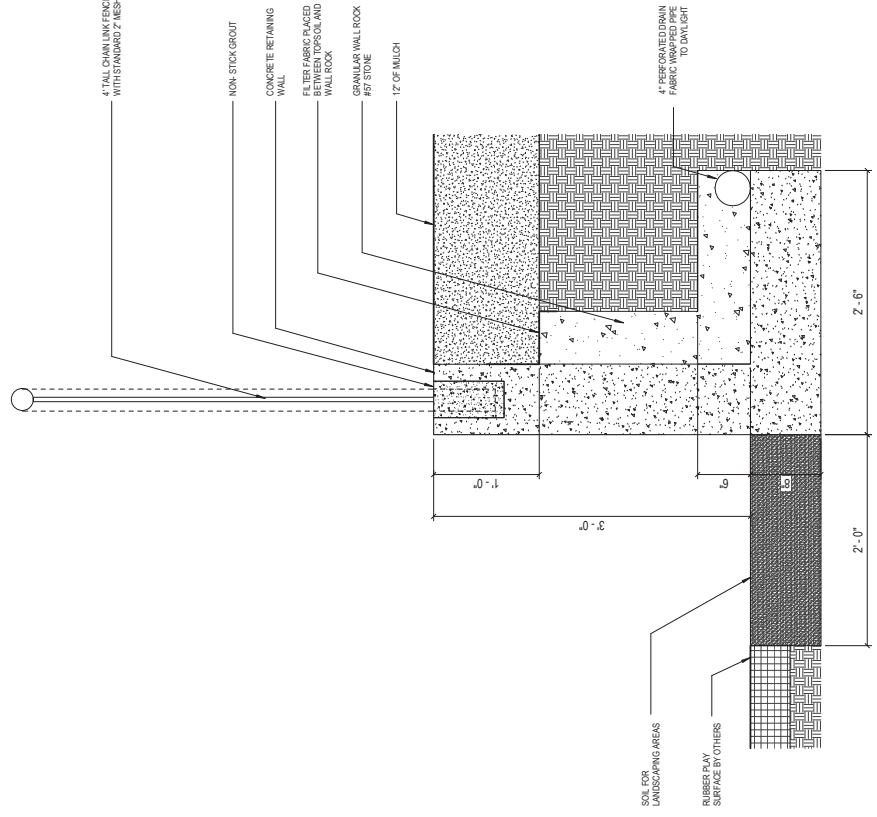 4' TALL CHAIN LINK FENC
WITH STANDARD 2" MESH
NON- STICK GROUT
CONCRETE RETAINING
WALL
FILTER FABRIC PLACED
BETWEEN TOPSOIL AND
WALL ROCK
GRANULAR WALL ROCK
#57 STONE
12" OF MULCH
4" PERFORATED DRAIN
FABRIC WRAPPED PIPE
TO DAYLIGHT
1' - 0"
3' - 0"
6"
8"
2' - 6"
2' - 0"
SOIL FOR
LANDSCAPING AREAS
RUBBER PLAY
SURFACE BY OTHERS